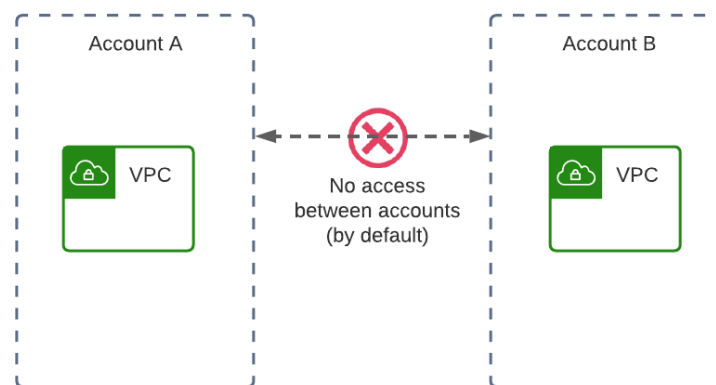 Account A
Account B
VPC
No access
between accounts
(by default)
VPC